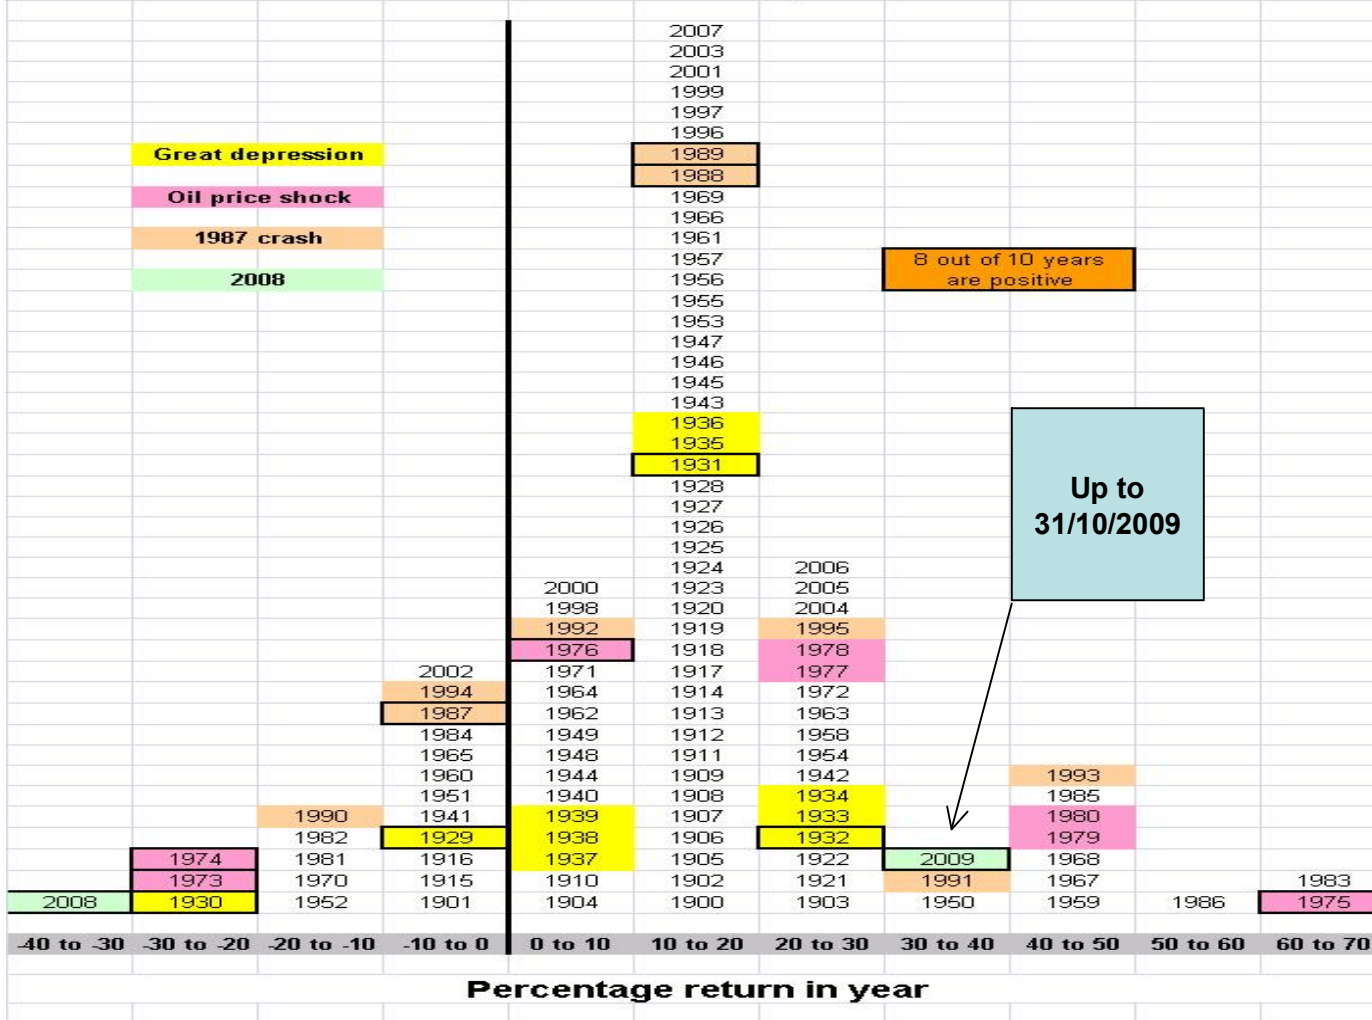 2007
2003
2001
1999
1997
1996
Great depression 1989
1988
Oil price shock 1969
1966
1987 crash 1961
1957 8 out of 10 years
2008 1956 are positive
1955
1953
1947
1946
1945
1943
1936
1935
1931
1928 Up to
1927 31/10/2009
1926
1925
1924 2006
2000 1923 2005
1998 1920 2004
1992 1919 1995
1976 1918 1978
2002 1971 1917 1977
1994 1964 1914 1972
1987 1962 1913 1963
1984 1949 1912 1958
1965 1948 1911 1954
1960 1944 1909 1942 1993
1951 1940 1908 1934 1985
1990 1941 1939 1907 1933 1980
1982 1929 1938 1906 1932 1979
1974 1981 1916 1937 1905 1922 2009 1968
1973 1970 1915 1910 1902 1921 1991 1967 1983
2008 1930 1952 1901 1904 1900 1903 1950 1959 1986 1975
-40 to -30 -30 to -20 -20 to -10 -10 to 0 0 to 10 10 to 20 20 to 30 30 to 40 40 to 50 50 to 60 60 to 70
Percentage return in year